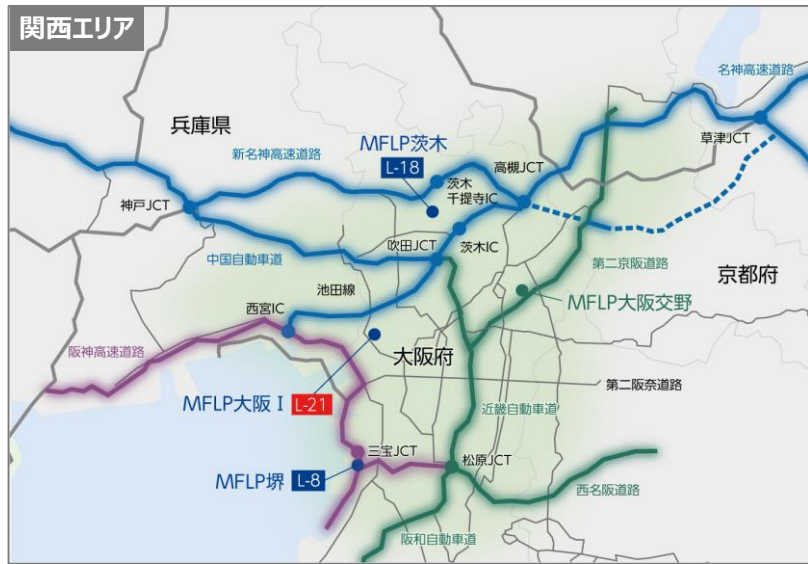 関西エリア
名神高速道路
兵庫県
MFLP茨木
L-18
高槻JCT
草津JCT
新名神高速道路
茨木
千提寺IC
神戸JCT
吹田JCT
茨木IC
中国自動車道
第二京阪道路
京都府
池田線
西宮IC
MFLP大阪交野
阪神高速道路
大阪府
第二阪奈道路
MFLP大阪Ⅰ
L-21
近畿自動車道
三宝JCT
松原JCT
MFLP堺
L-8
西名阪道路
阪和自動車道